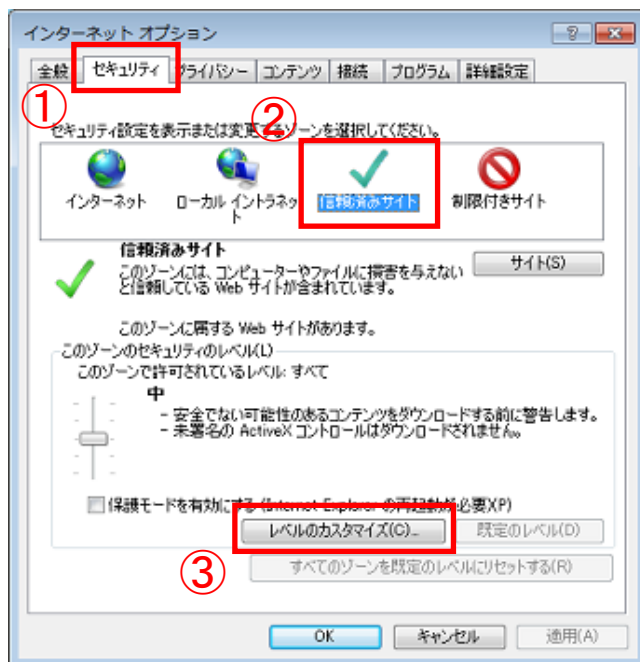 インターネット オプション
全般 セキュリティ プライバシー コンテンツ 接続 プログラム 詳細設定
①
②
セキュリティ設定を表示または変更するゾーンを選択してください。
インターネット ローカル イントラネット 信頼済みサイト 制限付きサイト
信頼済みサイト
サイト(S)
このゾーンには、コンピューターやファイルに損害を与えない
と信頼している Web サイトが含まれています。
このゾーンに属する Web サイトがあります。
このゾーンのセキュリティのレベル(L)
このゾーンで許可されているレベル: すべて
中
- 安全でない可能性のあるコンテンツをダウンロードする前に警告します。
- 未署名の ActiveX コントロールはダウンロードされません。
保護モードを有効にする (Internet Explorer の再起動が必要XP)
レベルのカスタマイズ(C)... 既定のレベル(D)
③
すべてのゾーンを既定のレベルにリセットする(R)
OK キャンセル 適用(A)